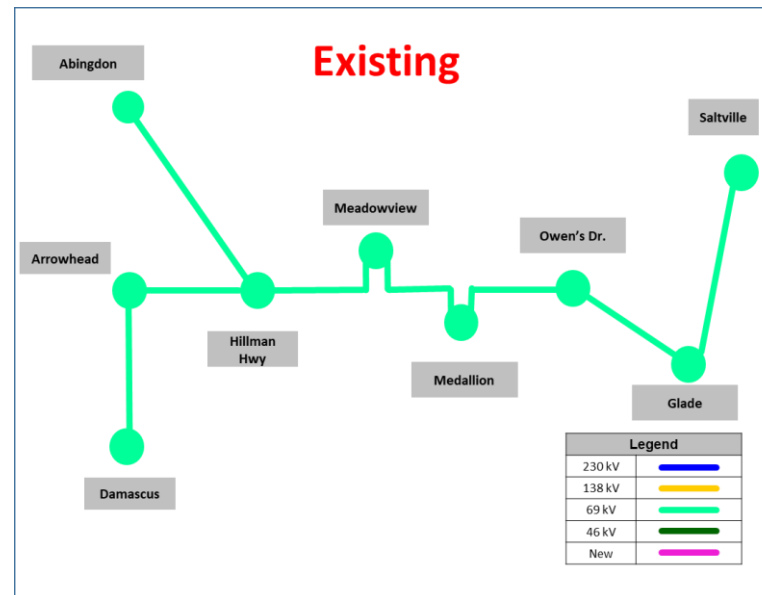 Existing
Abingdon
Saltville
Meadowview
Owen's Dr.
Arrowhead
Hillman
Hwy
Medallion
Glade
Damascus
Legend
230 kV
138 kV
69 kV
46 kV
New